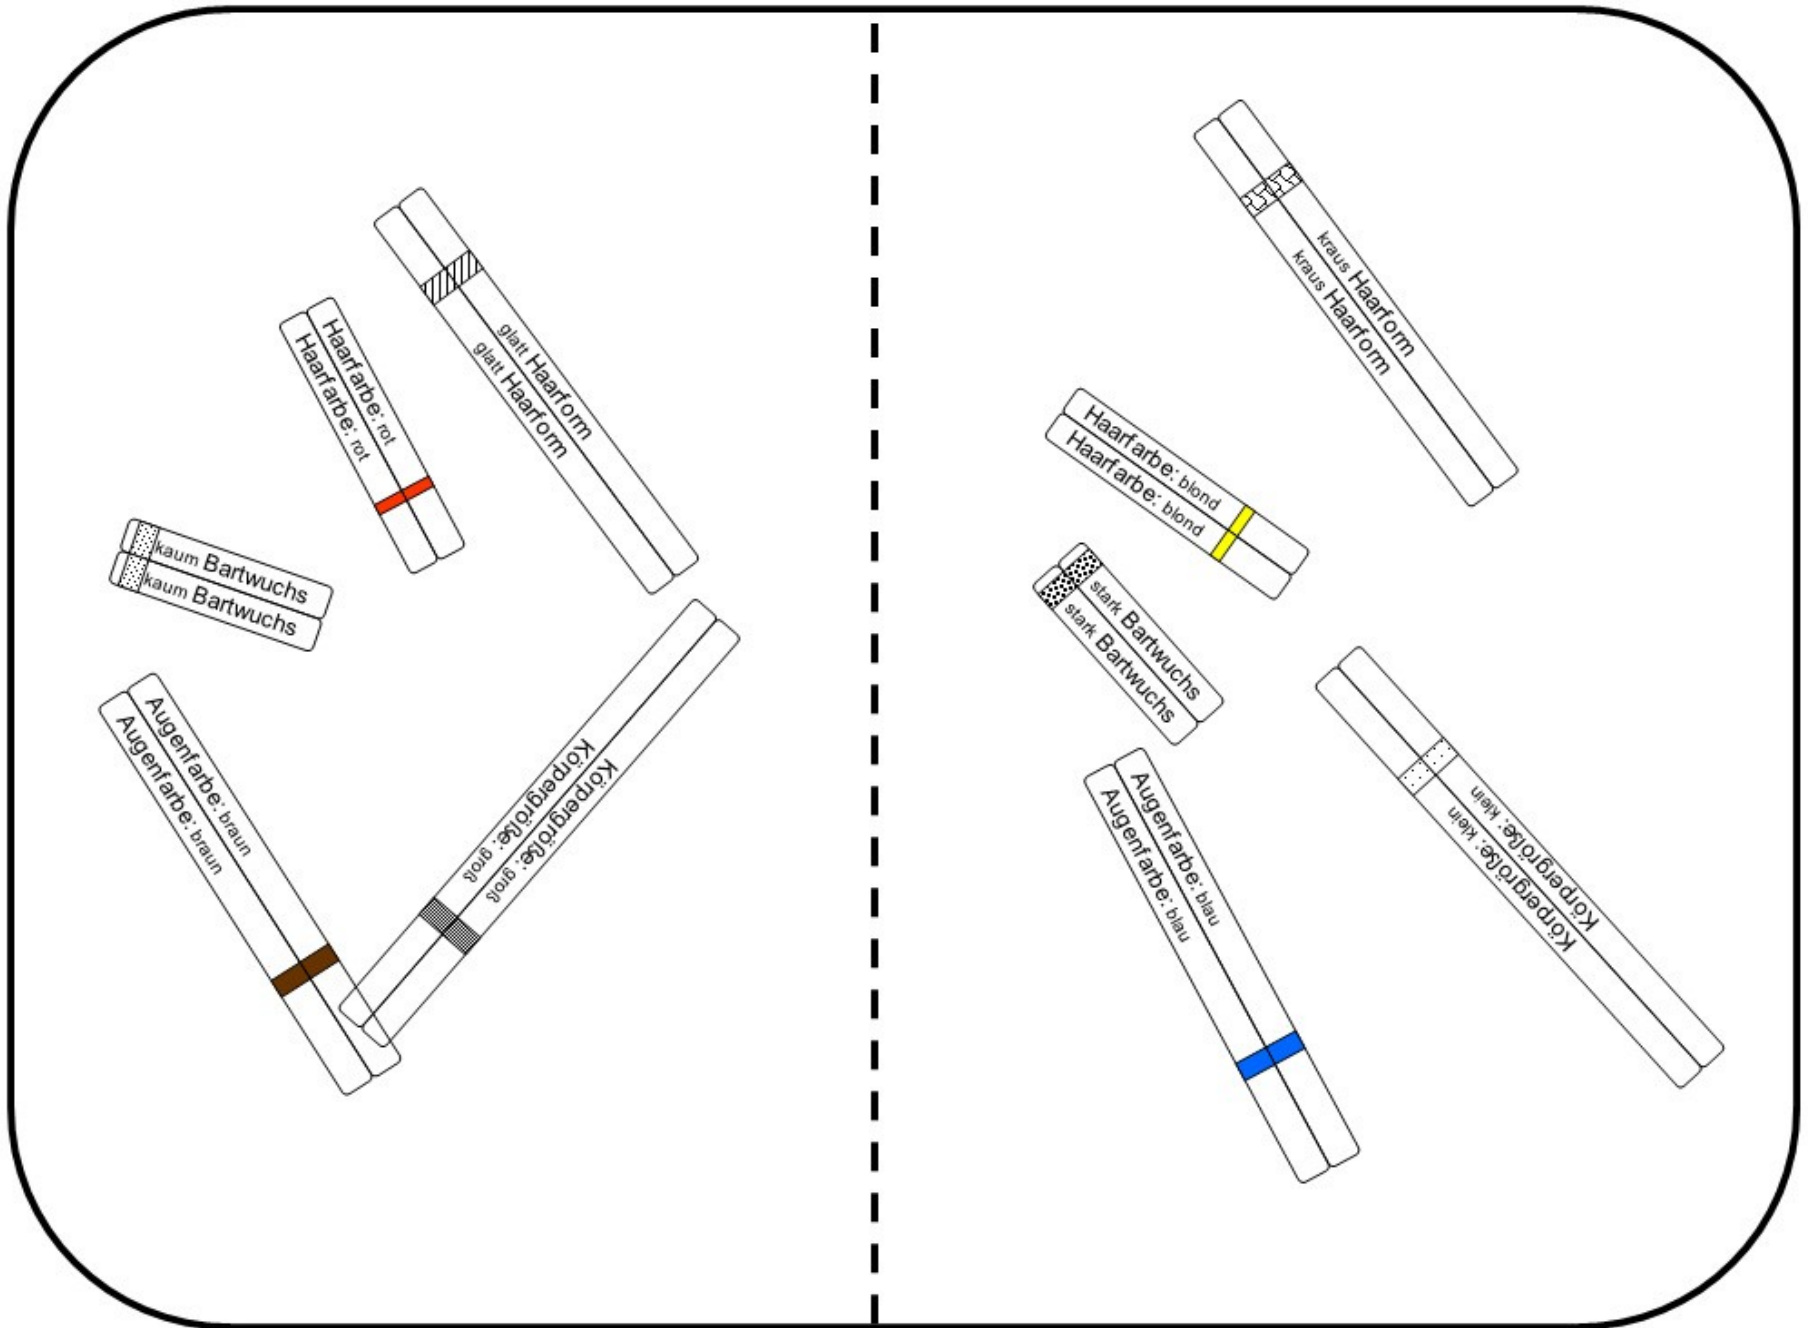 glatt Haarform
glatt Haarform
Haarfarbe: rot
Haarfarbe: rot
kaum Bartwuchs
kaum Bartwuchs
Augenfarbe: braun
Augenfarbe: braun
Körpergröße: groß
Körpergröße: groß
kraus Haarform
kraus Haarform
Haarfarbe: blond
Haarfarbe: blond
stark Bartwuchs
stark Bartwuchs
Körpergröße: klein
Körpergröße: klein
Augenfarbe: blau
Augenfarbe: blau